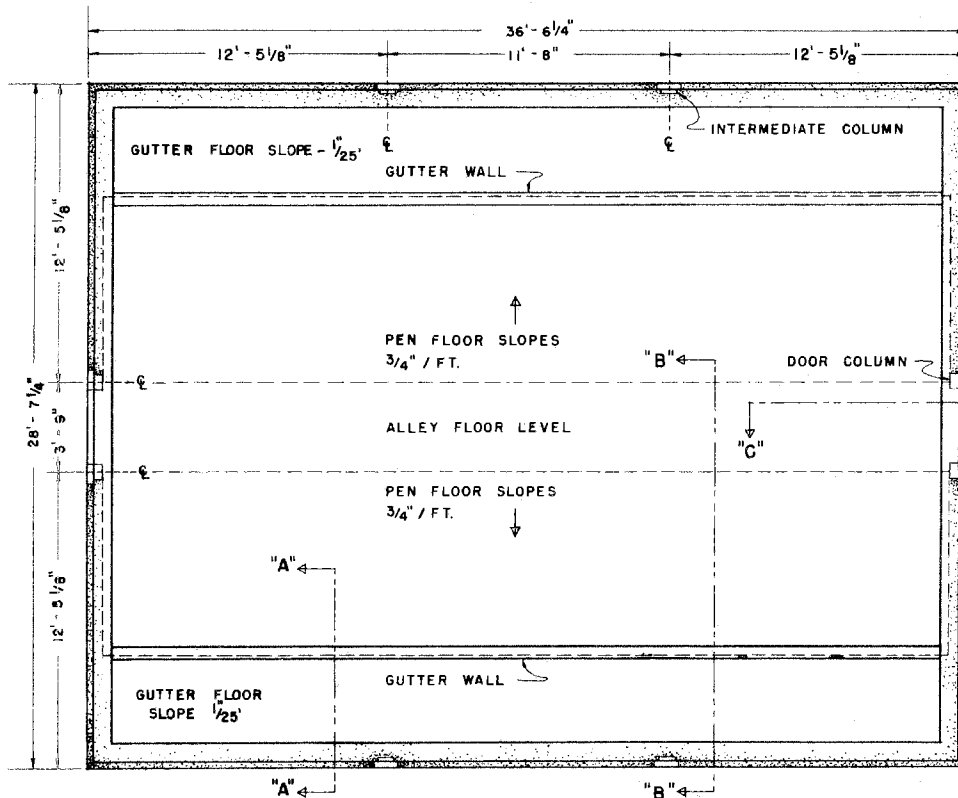 36'- 6 1/4"
12'- 5 1/8"
11'- 8"
12'- 5 1/8"
INTERMEDIATE COLUMN
GUTTER FLOOR SLOPE - 1"/25'
℄
℄
GUTTER WALL
12' - 5 1/8"
PEN FLOOR SLOPES
3/4" / FT.
"B"
DOOR COLUMN
℄
28' - 7 1/4"
3' - 9"
ALLEY FLOOR LEVEL
"C"
℄
PEN FLOOR SLOPES
3/4" / FT.
"A"
12' - 5 1/8"
GUTTER WALL
GUTTER FLOOR
SLOPE 1"/25'
"A"
"B"